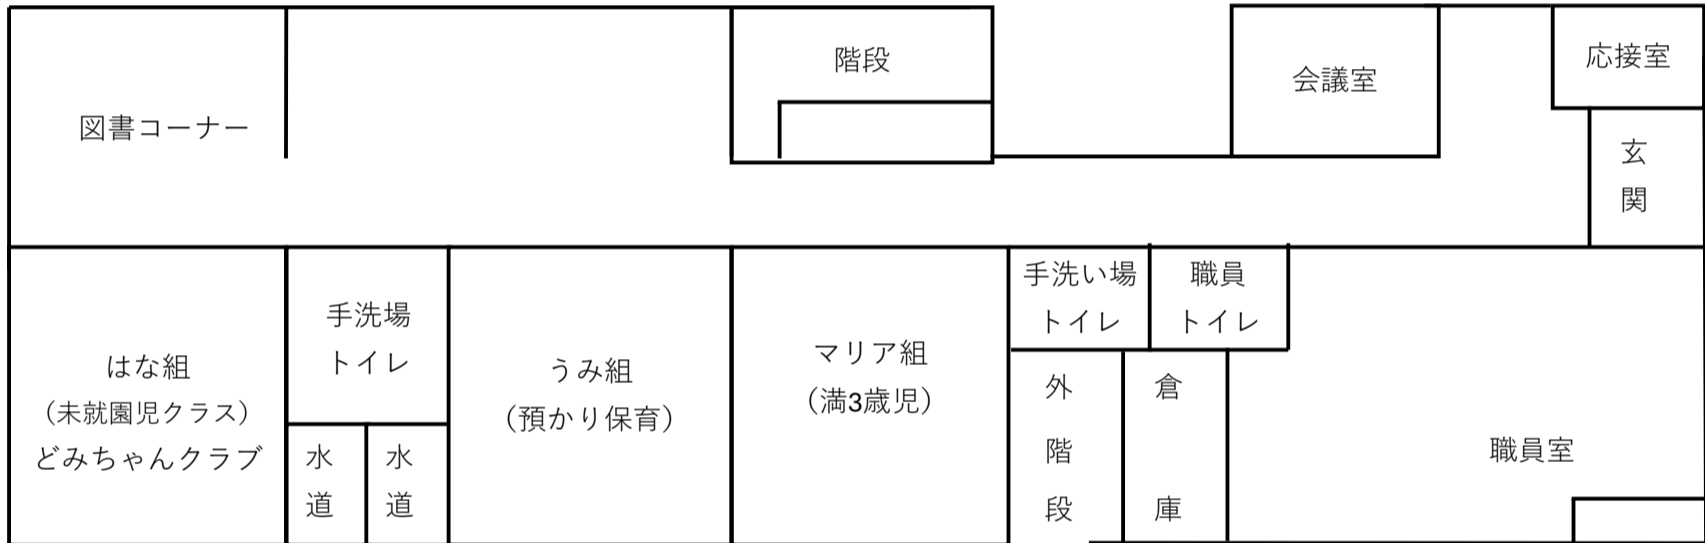 図書コーナー
階段
会議室
応接室
玄関
はな組
（未就園児クラス）
どみちゃんクラブ
手洗場
トイレ
水道
水道
うみ組
（預かり保育）
マリア組
（満3歳児）
手洗い場
トイレ
職員
トイレ
外階段
倉庫
職員室